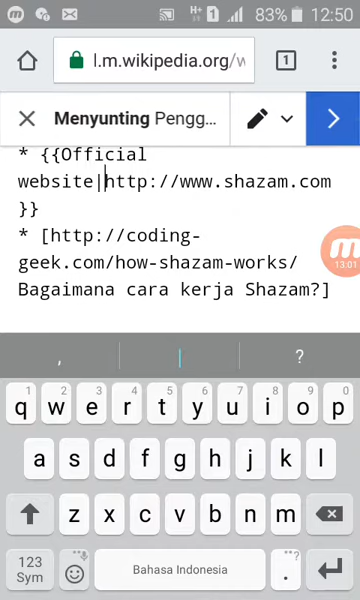 83% 12:50
l.m.wikipedia.org/w
1
Menyunting Pengg...
* {{Official
website|http://www.shazam.com
}}
* [http://coding-
geek.com/how-shazam-works/
Bagaimana cara kerja Shazam?]
13:01
, | ?
1 2 3 4 5 6 7 8 9 0
q w e r t y u i o p
a s d f g h j k l
z x c v b n m
123
Sym
Bahasa Indonesia
. ?